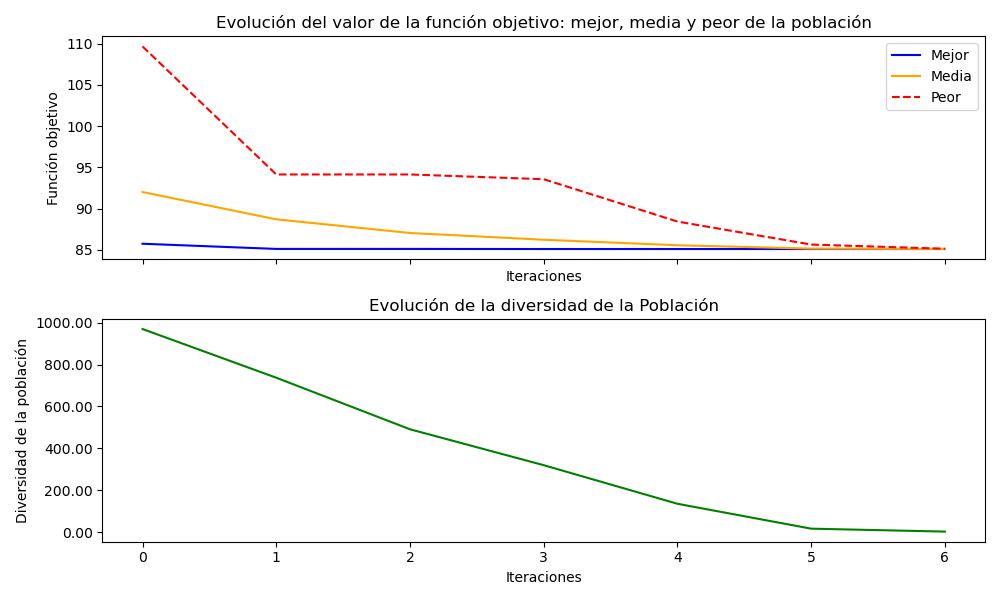 Evolución del valor de la función objetivo: mejor, media y peor de la población
110
105
100
95
90
85
Función objetivo
Mejor
Media
Peor
Iteraciones
Evolución de la diversidad de la Población
1000.00
800.00
600.00
400.00
200.00
0.00
Diversidad de la población
0 1 2 3 4 5 6
Iteraciones